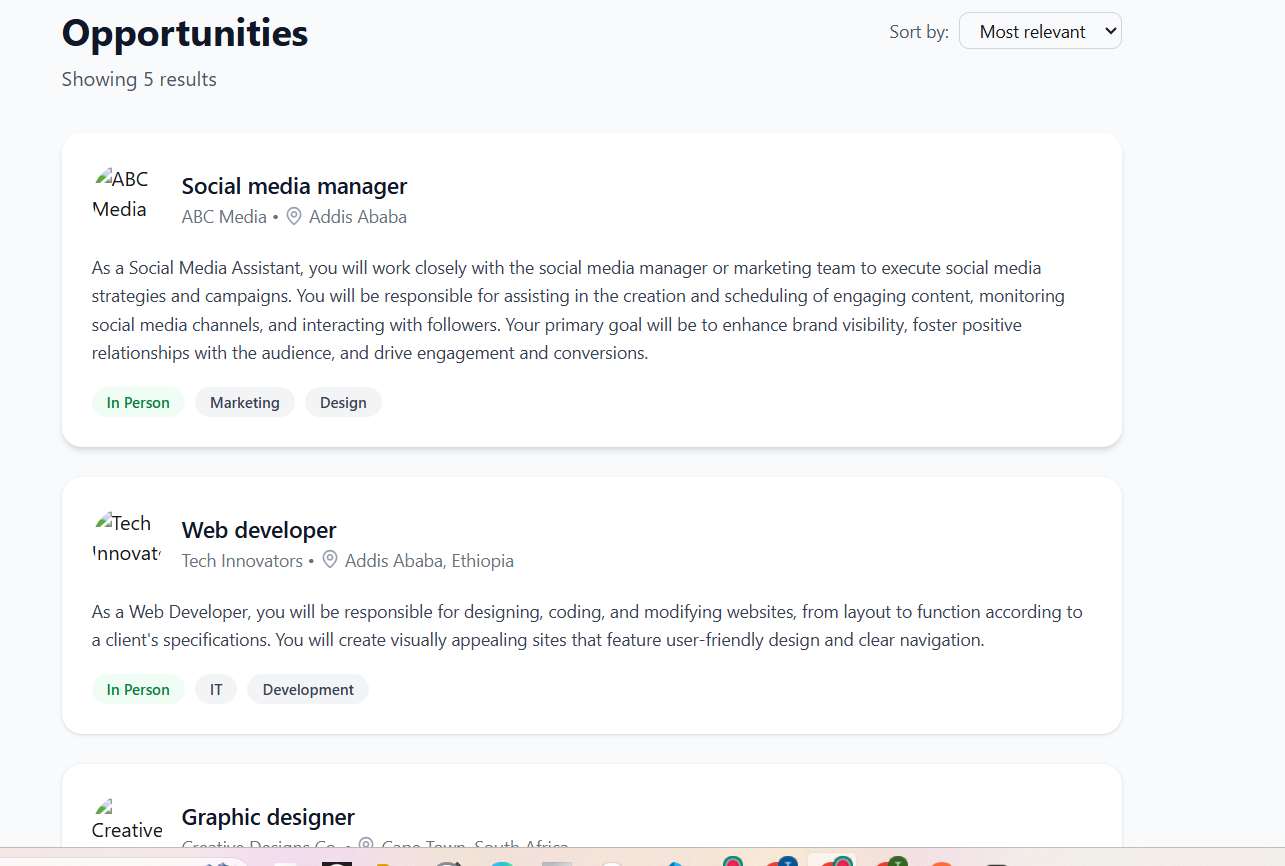 Opportunities
Sort by: Most relevant
Showing 5 results
ABC
Media
Social media manager
ABC Media • Addis Ababa
As a Social Media Assistant, you will work closely with the social media manager or marketing team to execute social media
strategies and campaigns. You will be responsible for assisting in the creation and scheduling of engaging content, monitoring
social media channels, and interacting with followers. Your primary goal will be to enhance brand visibility, foster positive
relationships with the audience, and drive engagement and conversions.
In Person Marketing Design
Tech
Innovat
Web developer
Tech Innovators • Addis Ababa, Ethiopia
As a Web Developer, you will be responsible for designing, coding, and modifying websites, from layout to function according to
a client's specifications. You will create visually appealing sites that feature user-friendly design and clear navigation.
In Person IT Development
Creative
Graphic designer
Creative Designs Co. • Cape Town, South Africa